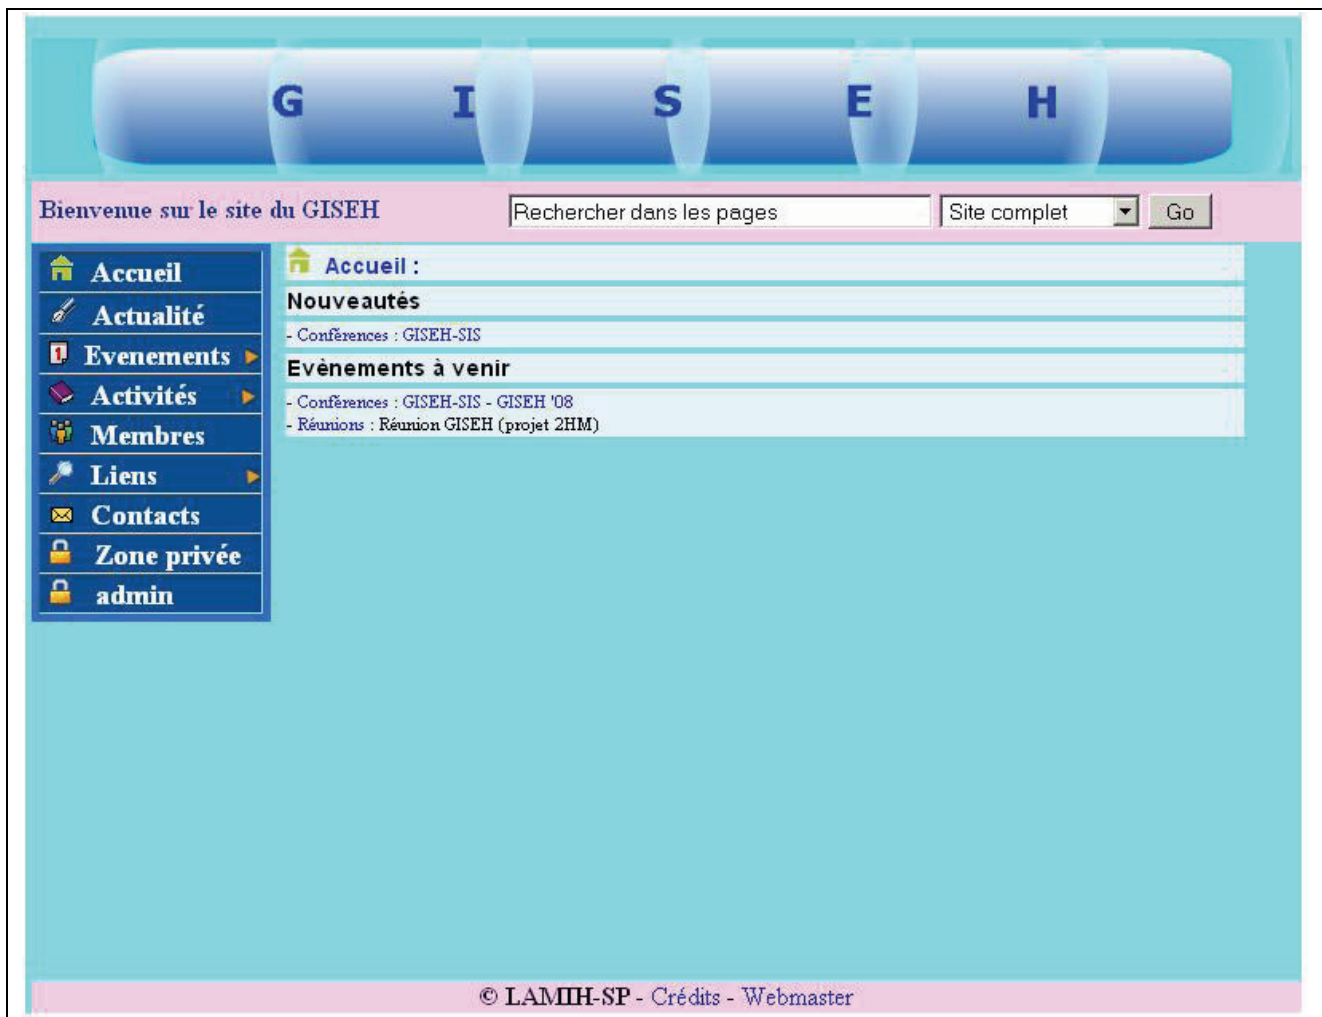 G I S E H
Bienvenue sur le site du GISEH
Rechercher dans les pages
Site complet
Go
Accueil
Actualité
Evenements
Activités
Membres
Liens
Contacts
Zone privée
admin
Accueil :
Nouveautés
- Conférences : GISEH-SIS
Evènements à venir
- Conférences : GISEH-SIS - GISEH '08
- Réunions : Réunion GISEH (projet 2HM)
© LAMIH-SP - Crédits - Webmaster